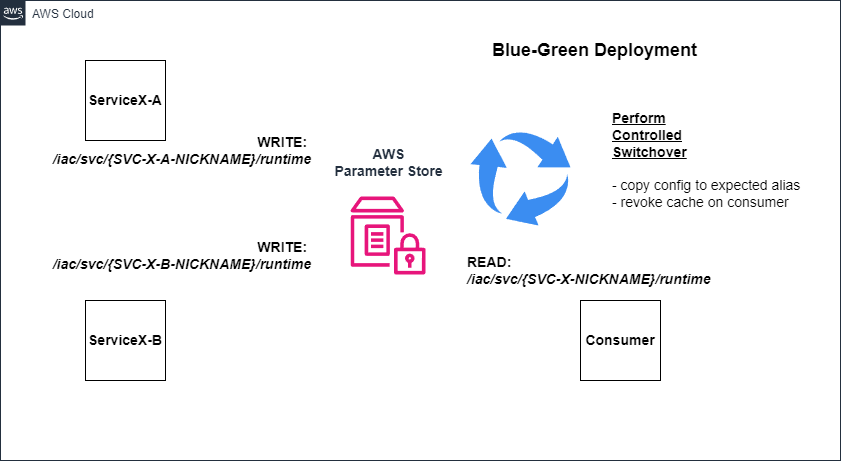 aws
AWS Cloud
Blue-Green Deployment
ServiceX-A
WRITE:
/iac/svc/{SVC-X-A-NICKNAME}/runtime
AWS
Parameter Store
Perform
Controlled
Switchover
- copy config to expected alias
- revoke cache on consumer
WRITE:
/iac/svc/{SVC-X-B-NICKNAME}/runtime
READ:
/iac/svc/{SVC-X-NICKNAME}/runtime
ServiceX-B
Consumer